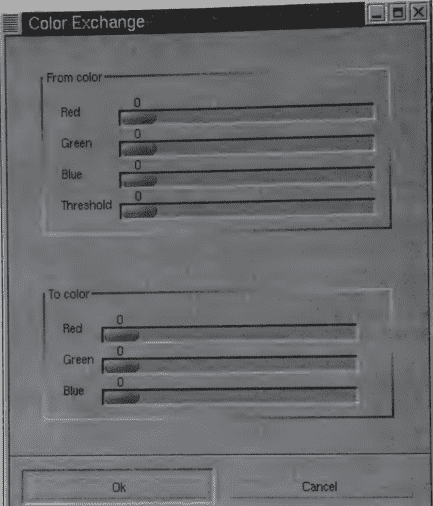 Color Exchange
From color
0
Red
0
Green
0
Blue
0
Threshold
To color
0
Red
0
Green
0
Blue
Ok
Cancel